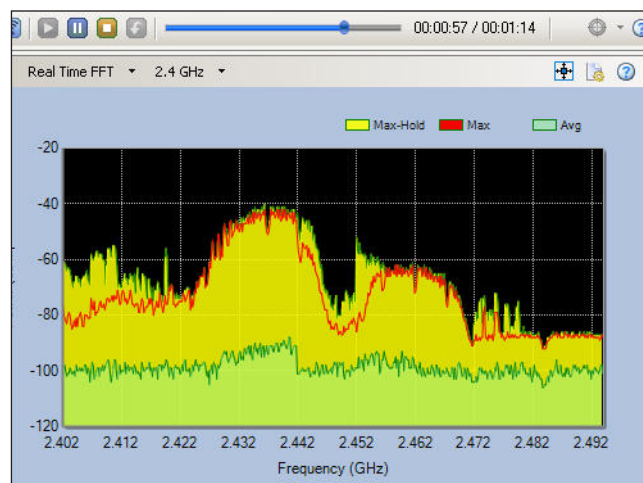 00:00:57 / 00:01:14
Real Time FFT 2.4 GHz
Max-Hold Max Avg
-20
-40
-60
-80
-100
-120
2.402 2.412 2.422 2.432 2.442 2.452 2.462 2.472 2.482 2.492
Frequency (GHz)